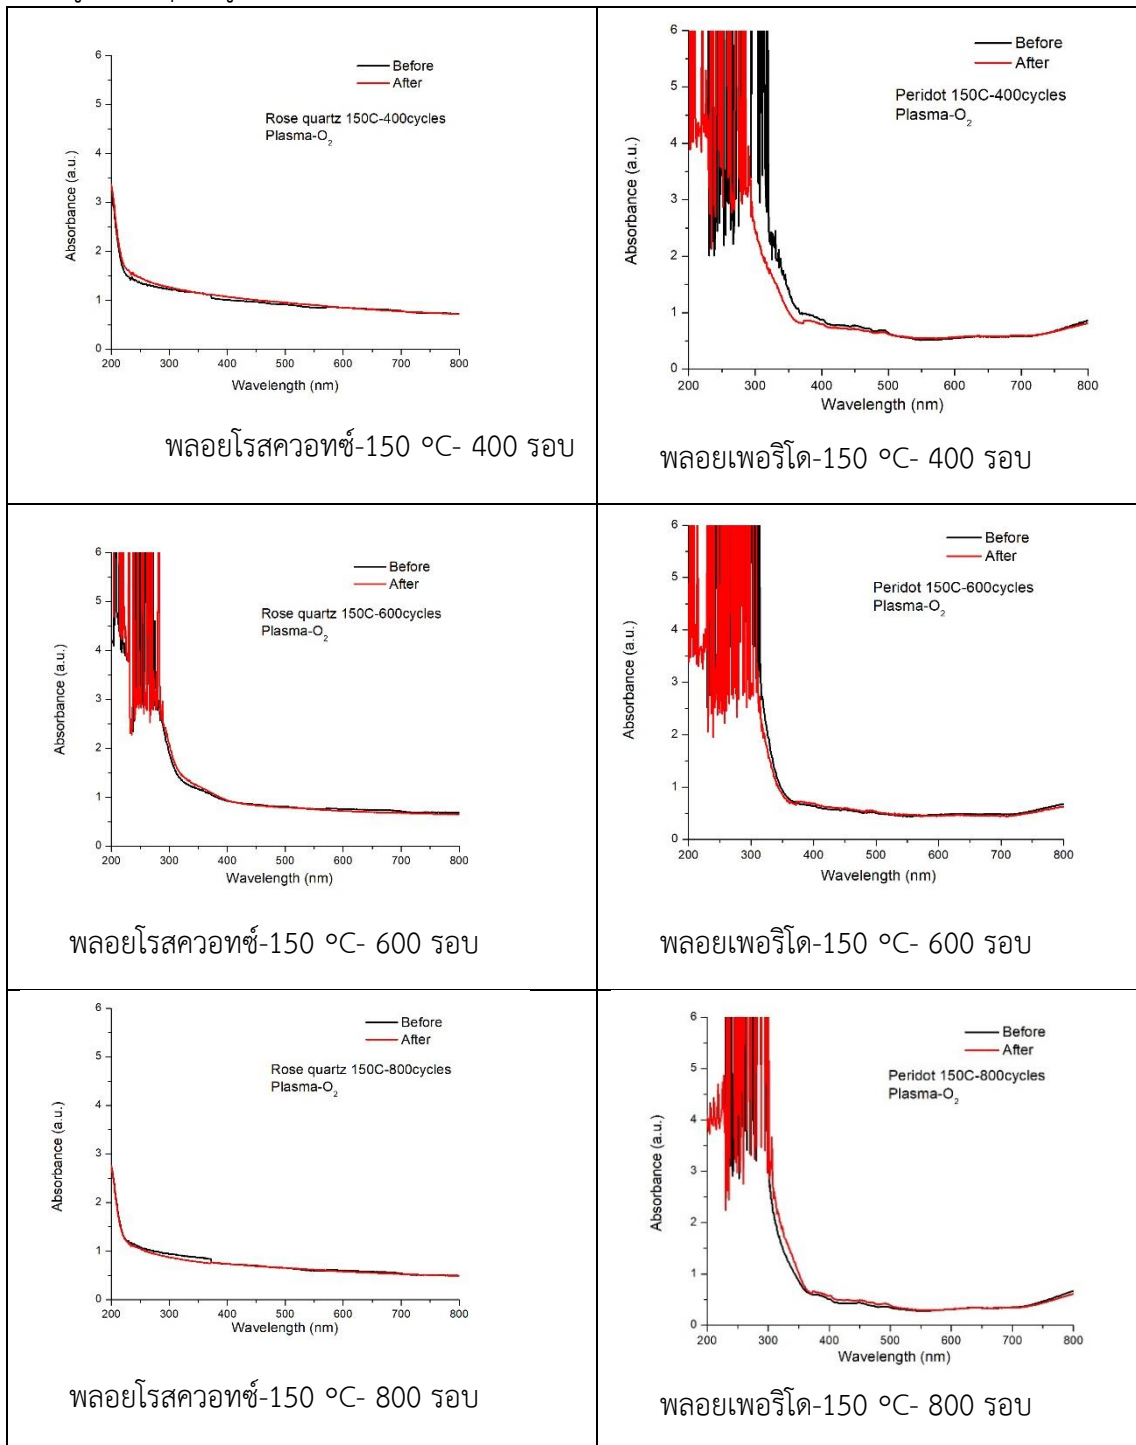 6
5
4
3
2
1
0
Absorbance (a.u.)
Before
After
Rose quartz 150C-400cycles
Plasma-O2
200 300 400 500 600 700 800
Wavelength (nm)
พลอยโรสควอทซ์-150 °C- 400 รอบ
6
5
4
3
2
1
0
Absorbance (a.u.)
Before
After
Peridot 150C-400cycles
Plasma-O2
200 300 400 500 600 700 800
Wavelength (nm)
พลอยเพอริโด-150 °C- 400 รอบ
6
5
4
3
2
1
0
Absorbance (a.u.)
Before
After
Rose quartz 150C-600cycles
Plasma-O2
200 300 400 500 600 700 800
Wavelength (nm)
พลอยโรสควอทซ์-150 °C- 600 รอบ
6
5
4
3
2
1
0
Absorbance (a.u.)
Before
After
Peridot 150C-600cycles
Plasma-O2
200 300 400 500 600 700 800
Wavelength (nm)
พลอยเพอริโด-150 °C- 600 รอบ
6
5
4
3
2
1
0
Absorbance (a.u.)
Before
After
Rose quartz 150C-800cycles
Plasma-O2
200 300 400 500 600 700 800
Wavelength (nm)
พลอยโรสควอทซ์-150 °C- 800 รอบ
6
5
4
3
2
1
0
Absorbance (a.u.)
Before
After
Peridot 150C-800cycles
Plasma-O2
200 300 400 500 600 700 800
Wavelength (nm)
พลอยเพอริโด-150 °C- 800 รอบ